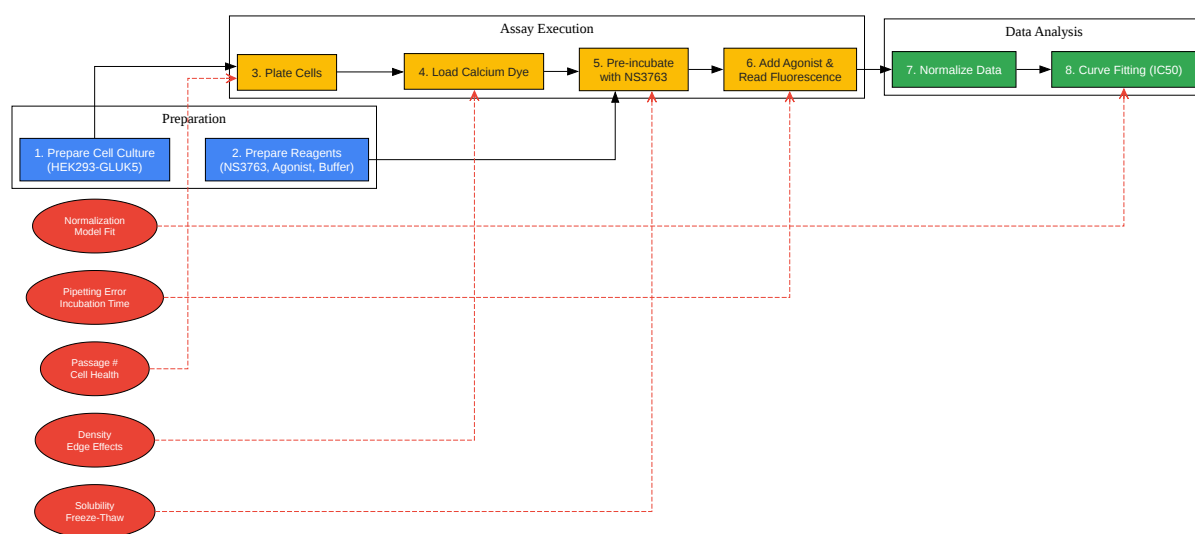 Assay Execution
Data Analysis
3. Plate Cells
4. Load Calcium Dye
5. Pre-incubate
with NS3763
6. Add Agonist &
Read Fluorescence
7. Normalize Data
8. Curve Fitting (IC50)
Preparation
1. Prepare Cell Culture
(HEK293-GLUK5)
2. Prepare Reagents
(NS3763, Agonist, Buffer)
Normalization
Model Fit
Pipetting Error
Incubation Time
Passage #
Cell Health
Density
Edge Effects
Solubility
Freeze-Thaw